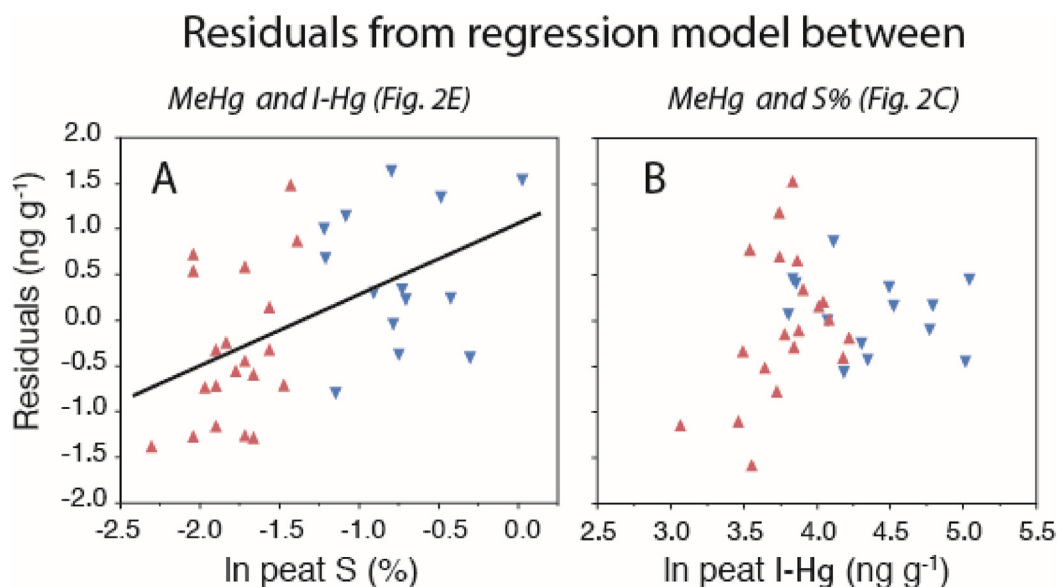 Residuals from regression model between
MeHg and I-Hg (Fig. 2E)
MeHg and S% (Fig. 2C)
A
B
Residuals (ng g⁻¹)
2.0
1.5
1.0
0.5
0.0
-0.5
-1.0
-1.5
-2.0
-2.5 -2.0 -1.5 -1.0 -0.5 0.0
2.5 3.0 3.5 4.0 4.5 5.0 5.5
ln peat S (%)
ln peat I-Hg (ng g⁻¹)